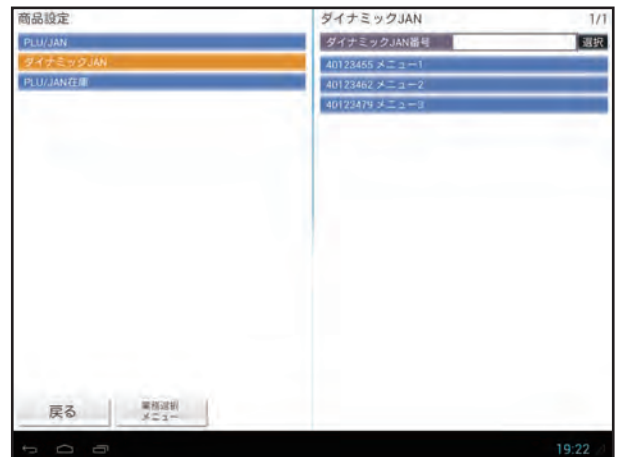 商品設定
PLU/JAN
ダイナミックJAN
PLU/JAN在庫
戻る
業務選択
メニュー
ダイナミックJAN 1/1
ダイナミックJAN番号 選択
40123455 メニュー1
40123462 メニュー2
40123479 メニュー3
19:22